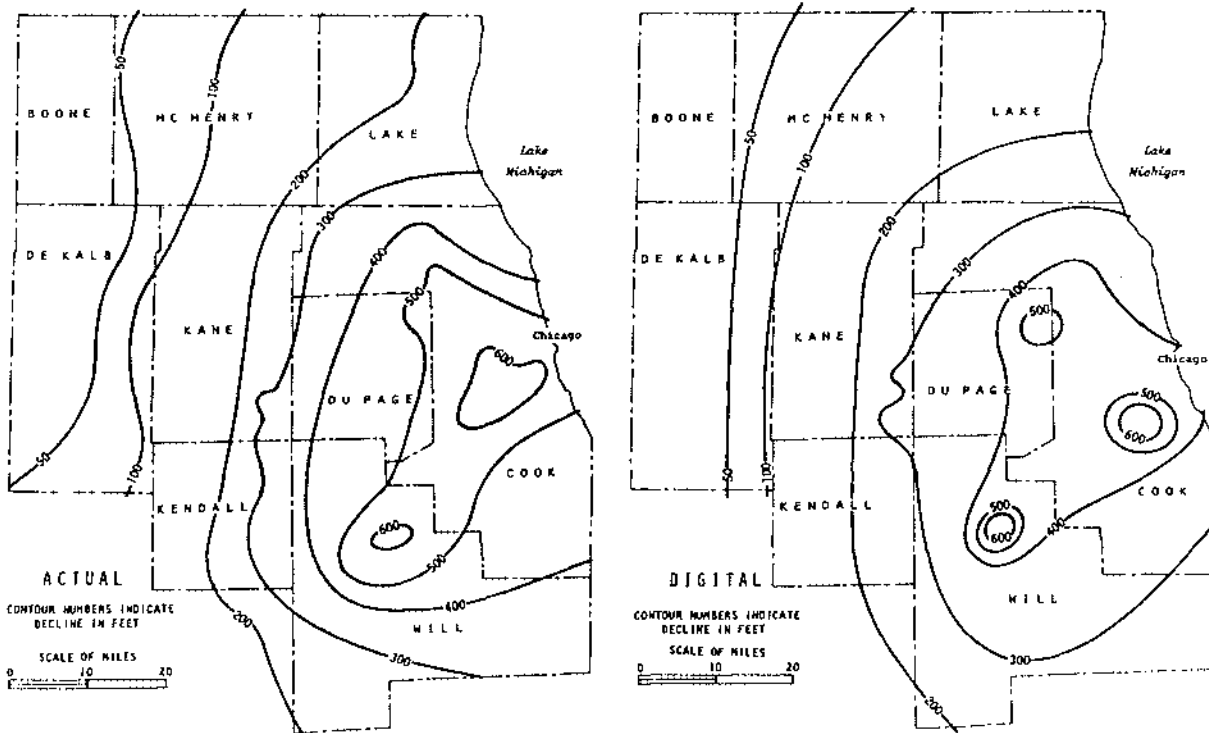 50
100
BOONE
MC HENRY
LAKE
Lake
Michigan
200
300
DE KALB
400
500
KANE
Chicago
600
DU PAGE
50
100
COOK
KENDALL
600
500
ACTUAL
CONTOUR NUMBERS INDICATE
DECLINE IN FEET
400
200
WILL
SCALE OF MILES
300
0 10 20
50
BOONE
MC HENRY
LAKE
100
Lake
Michigan
200
DE KALB
300
400
500
KANE
Chicago
DU PAGE
500
600
50
100
COOK
KENDALL
500
600
400
DIGITAL
WILL
CONTOUR NUMBERS INDICATE
DECLINE IN FEET
SCALE OF MILES
300
0 10 20
200